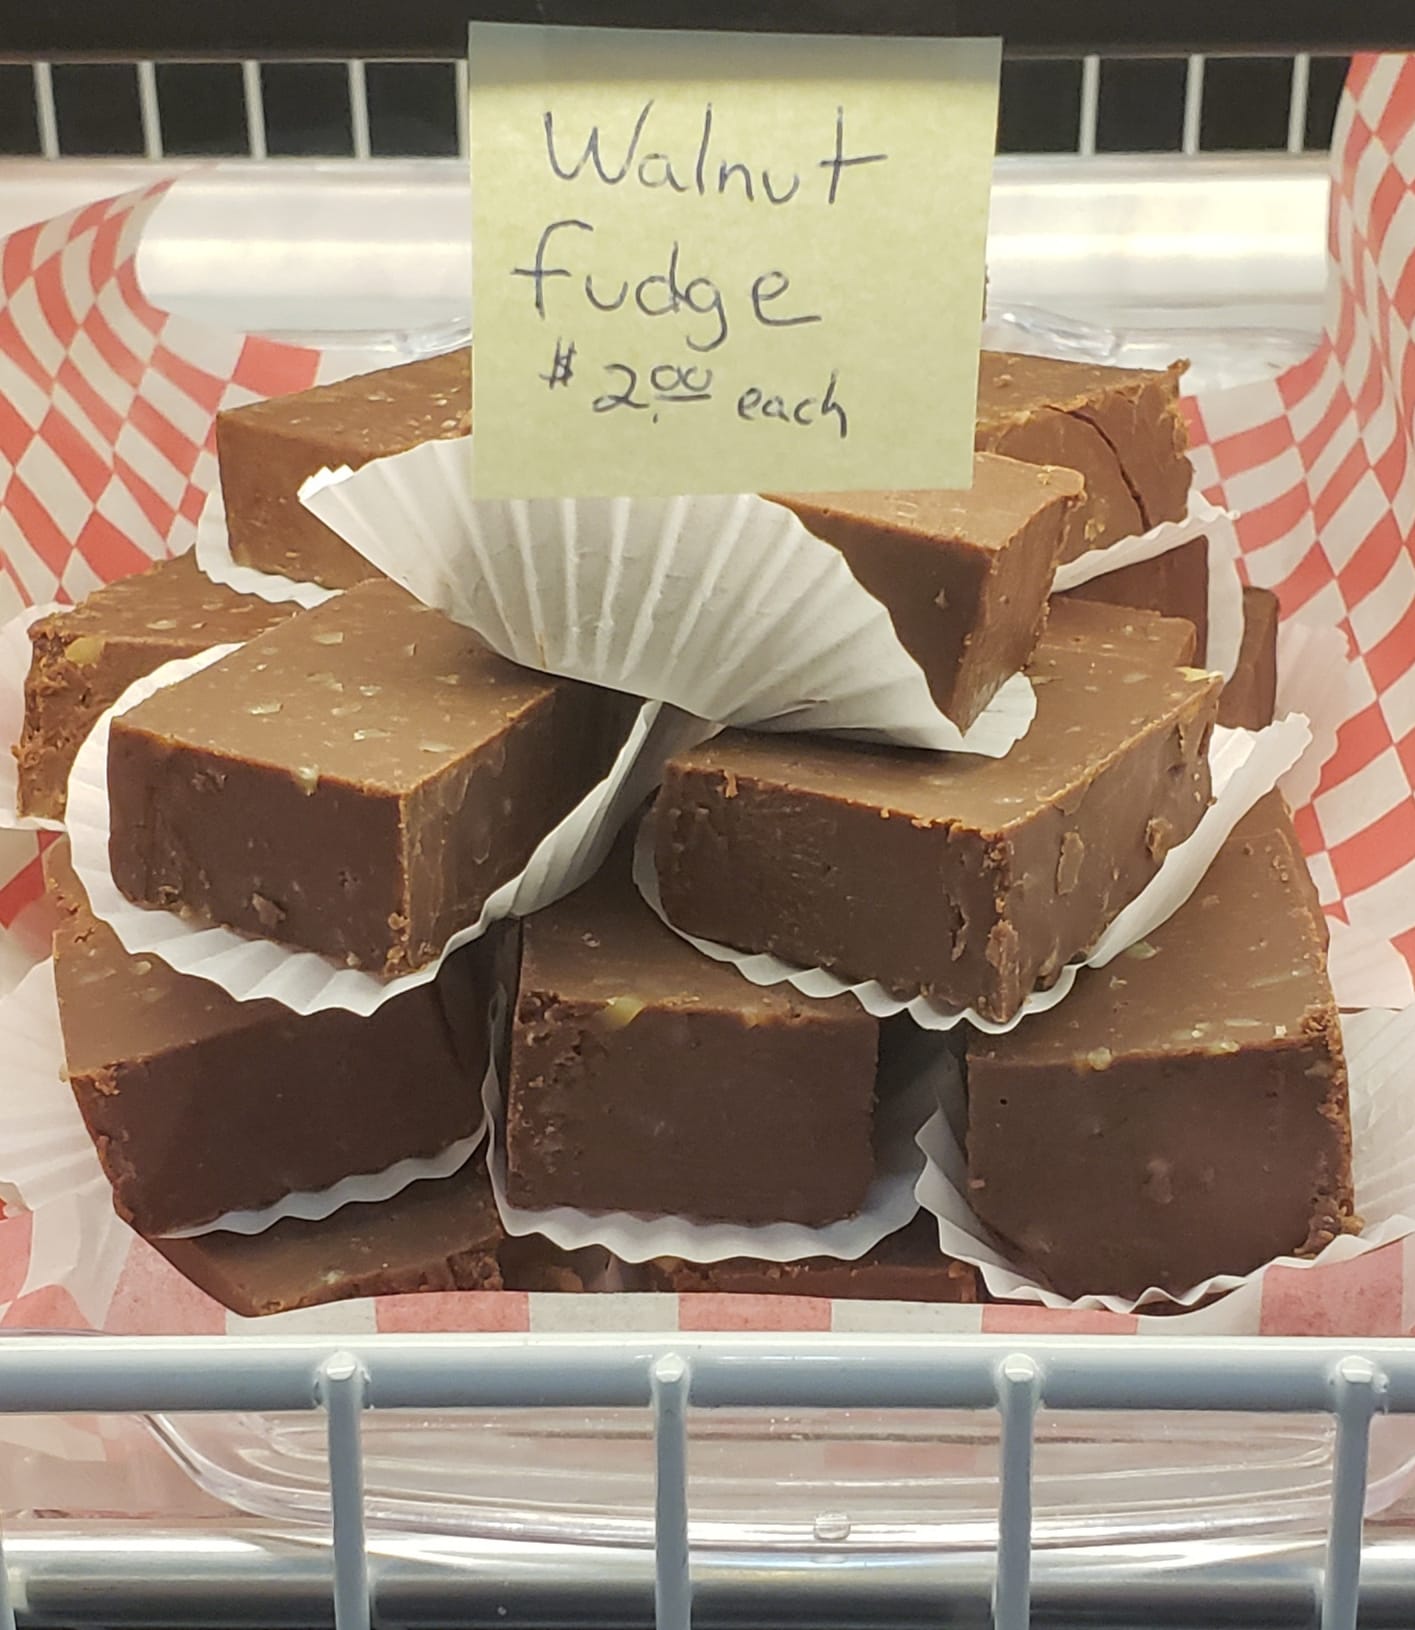 Walnut
fudge
$2.00 each